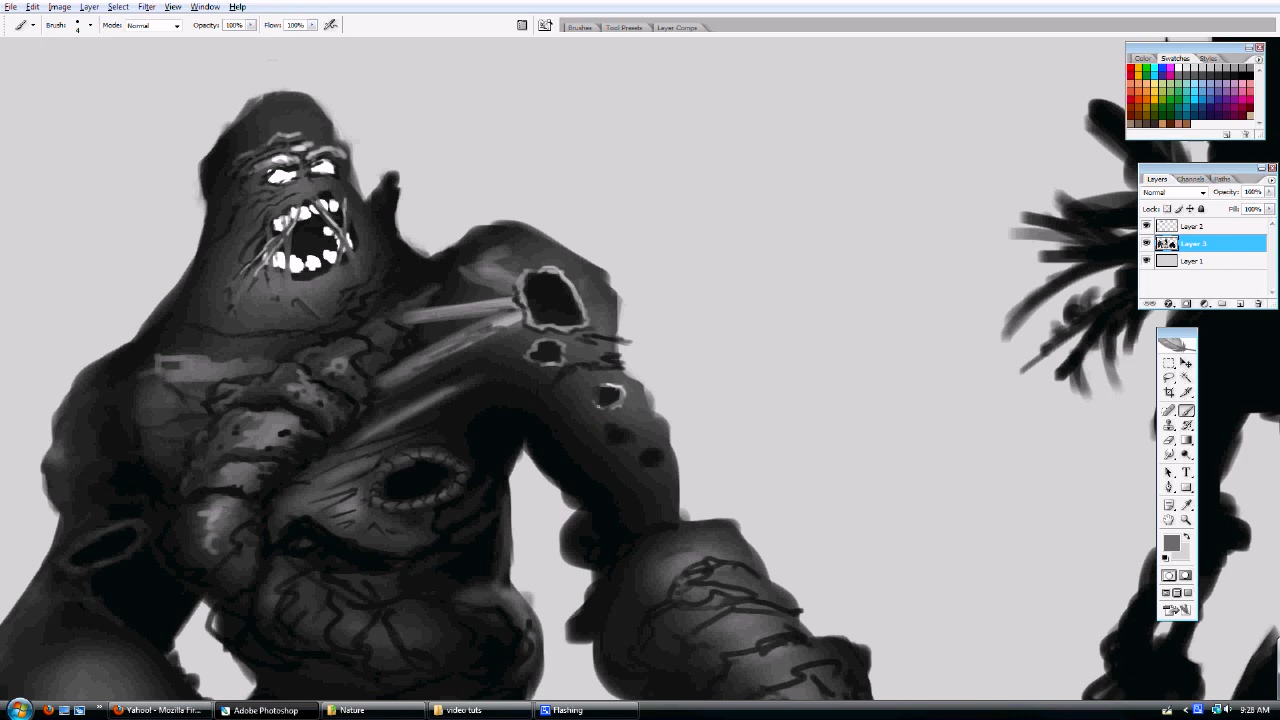 File Edit Image Layer Select Filter View Window Help
Brush: 4 Mode: Normal Opacity: 100% Flow: 100%
Brushes Tool Presets Layer Comps
Color Swatches Styles
Layers Channels Paths
Normal Opacity: 100%
Lock: Fill: 100%
Layer 2
Layer 3
Layer 1
T
Yahoo! - Mozilla Fir...
Adobe Photoshop
Nature
video tuts
Flashing
9:28 AM